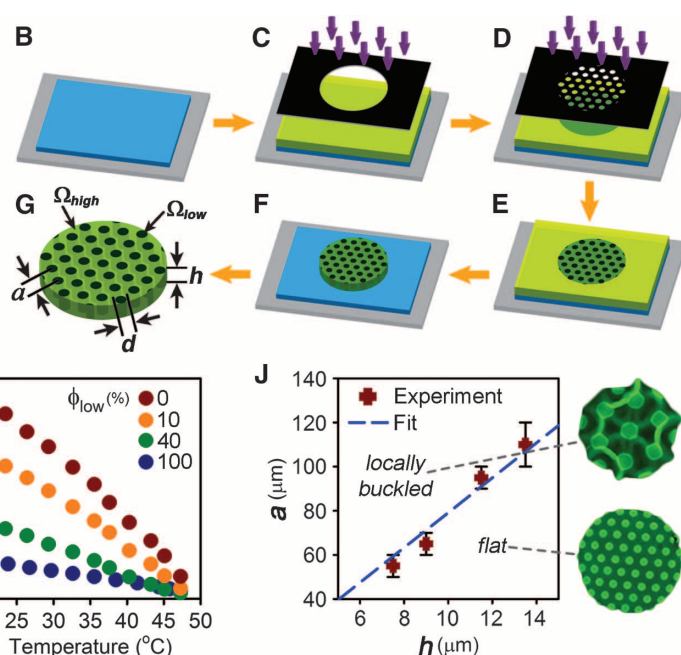 B
C
D
G
Ω_high
Ω_low
F
E
a
h
d
ϕ_low (%)
0
10
40
100
25 30 35 40 45 50
Temperature (°C)
J
140
120
100
80
60
40
a (μm)
Experiment
Fit
locally
buckled
flat
6 8 10 12 14
h (μm)